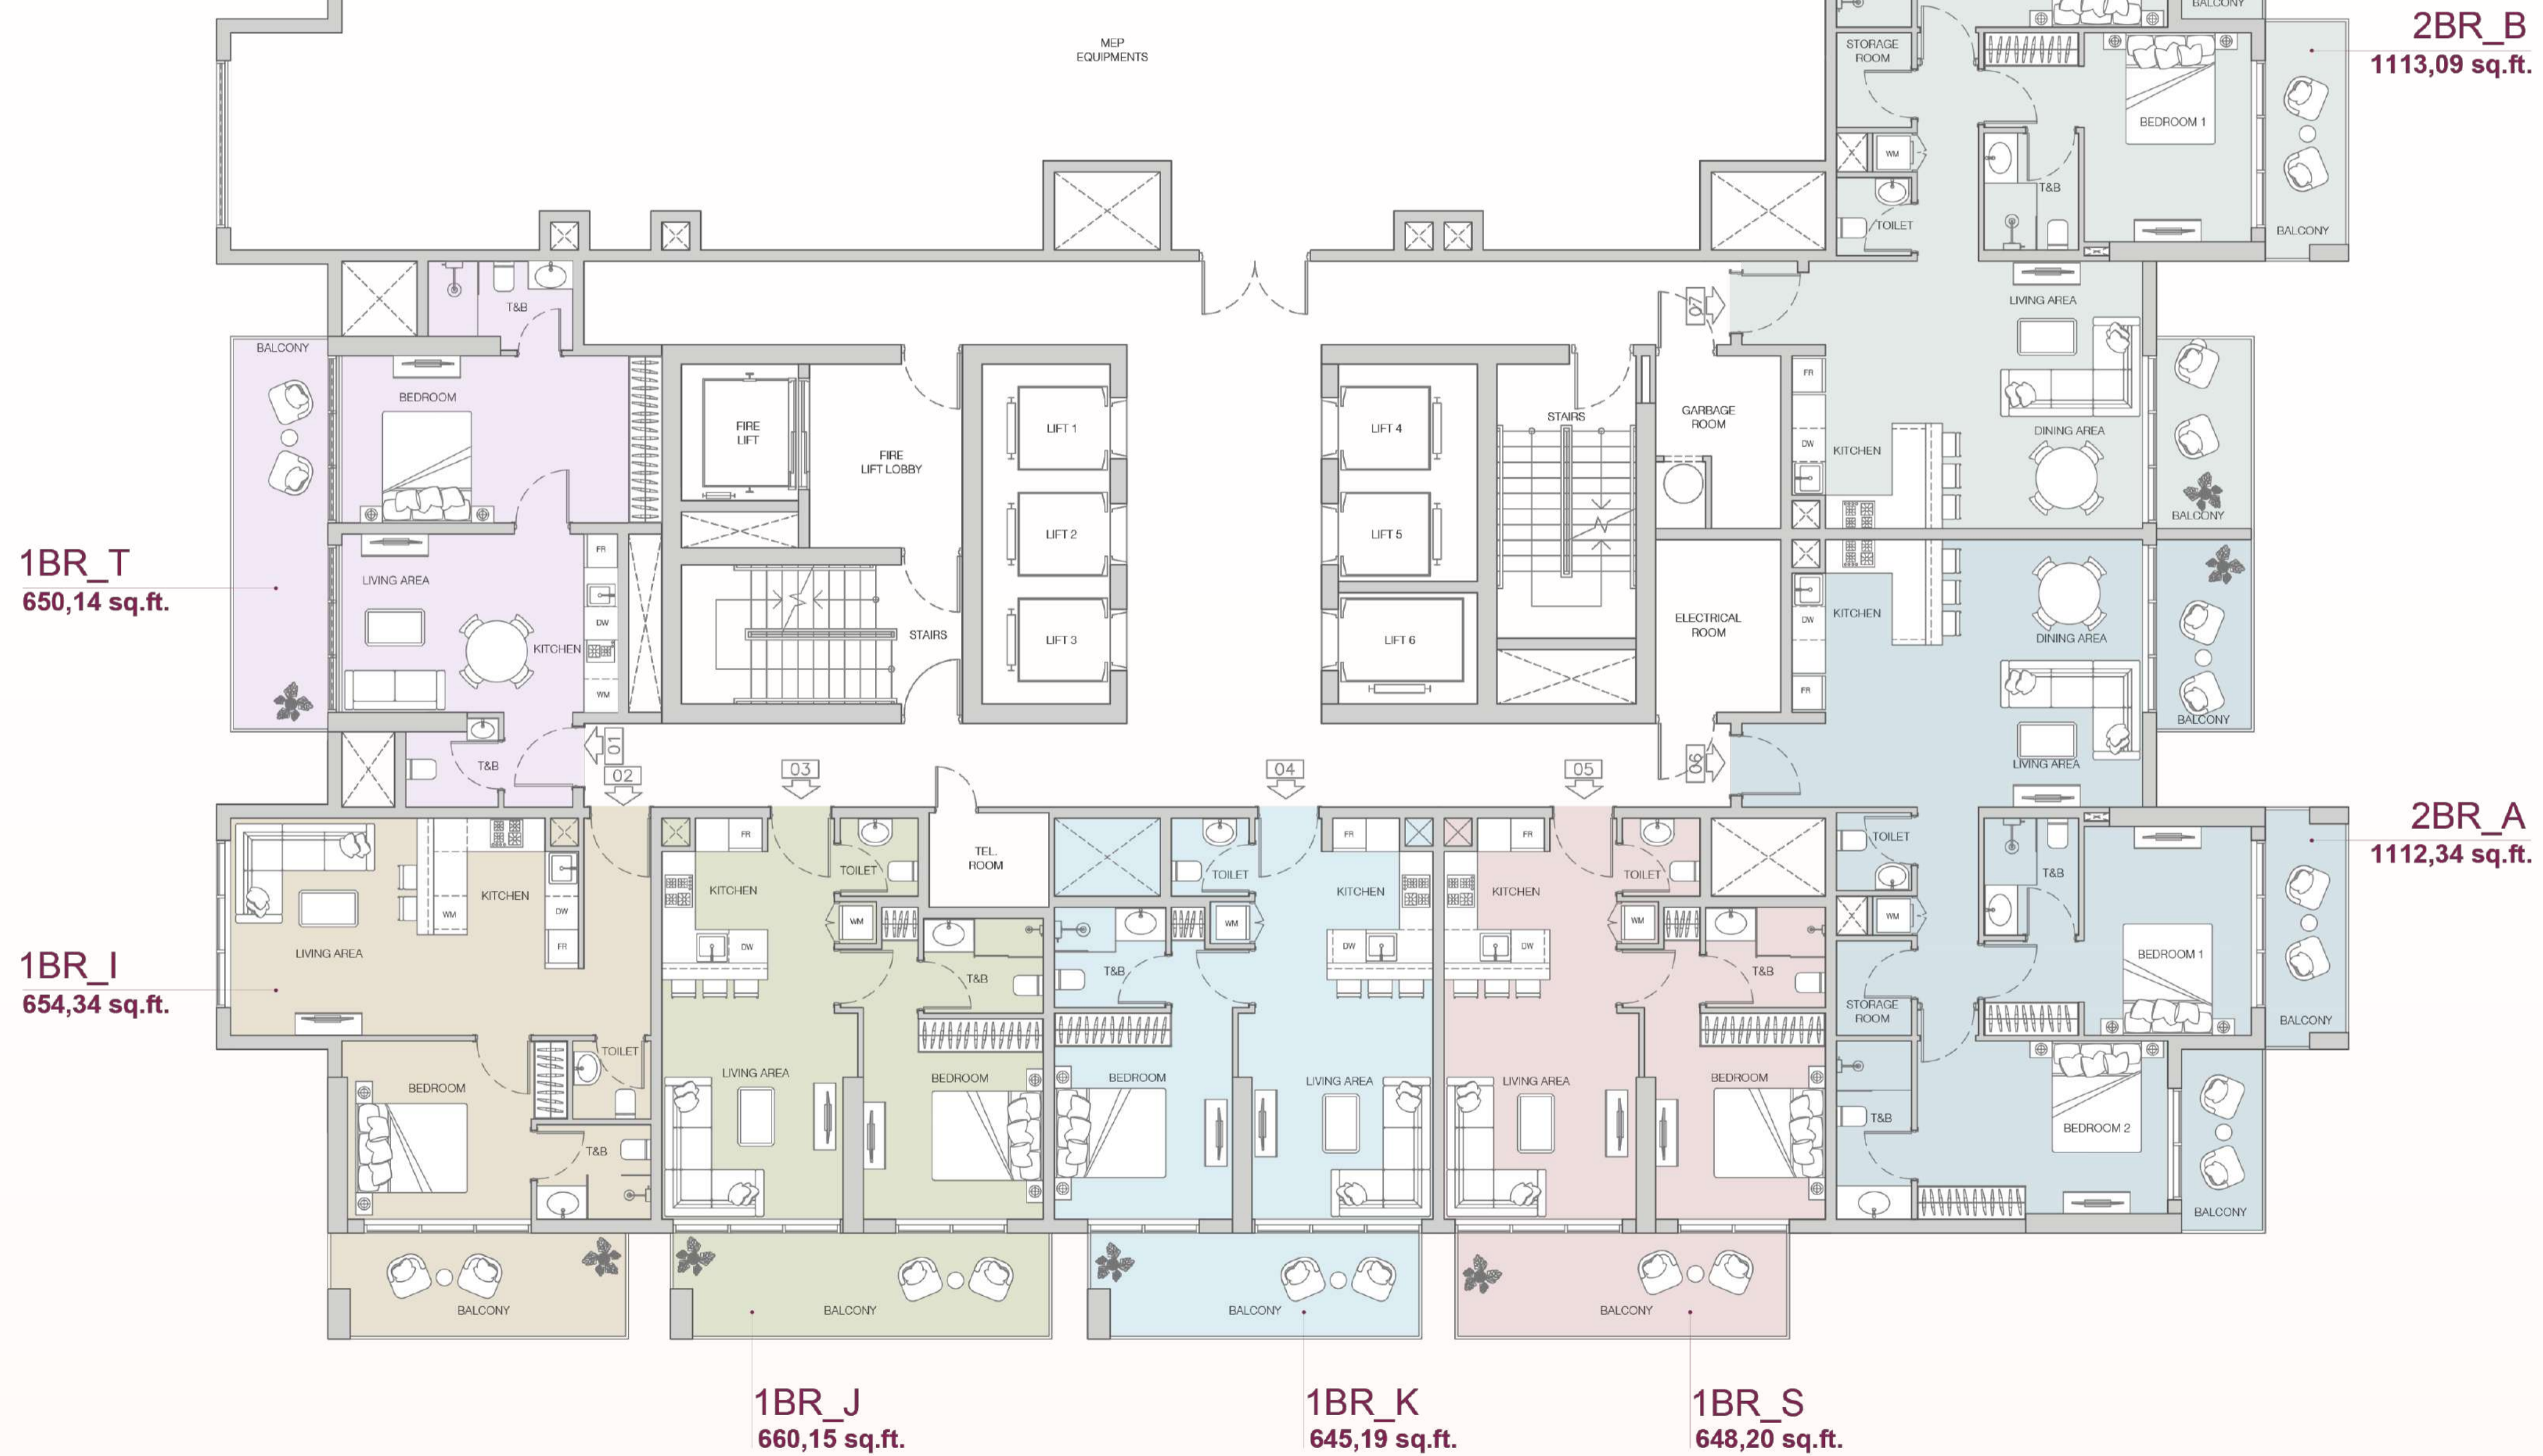 BALCONY
2BR_B
1113,09 sq.ft.
MEP
EQUIPMENTS
STORAGE
ROOM
BEDROOM 1
WM
T&B
TOILET
BALCONY
T&B
LIVING AREA
07
BALCONY
BEDROOM
FIRE
LIFT
FIRE
LIFT LOBBY
LIFT 1
LIFT 4
STAIRS
GARBAGE
ROOM
FR
DW
KITCHEN
DINING AREA
BALCONY
1BR_T
650,14 sq.ft.
LIVING AREA
FR
DW
KITCHEN
WM
LIFT 2
LIFT 5
STAIRS
LIFT 3
LIFT 6
ELECTRICAL
ROOM
KITCHEN
DW
FR
DINING AREA
BALCONY
LIVING AREA
T&B
01
02
03
04
05
06
2BR_A
1112,34 sq.ft.
1BR_I
654,34 sq.ft.
LIVING AREA
KITCHEN
WM
DW
FR
BEDROOM
TOILET
T&B
BALCONY
FR
KITCHEN
TOILET
WM
DW
T&B
LIVING AREA
BEDROOM
BALCONY
TEL.
ROOM
TOILET
FR
KITCHEN
WM
DW
T&B
BEDROOM
LIVING AREA
BALCONY
FR
KITCHEN
TOILET
WM
DW
T&B
LIVING AREA
BEDROOM
BALCONY
TOILET
T&B
WM
BEDROOM 1
STORAGE
ROOM
BALCONY
T&B
BEDROOM 2
BALCONY
1BR_J
660,15 sq.ft.
1BR_K
645,19 sq.ft.
1BR_S
648,20 sq.ft.